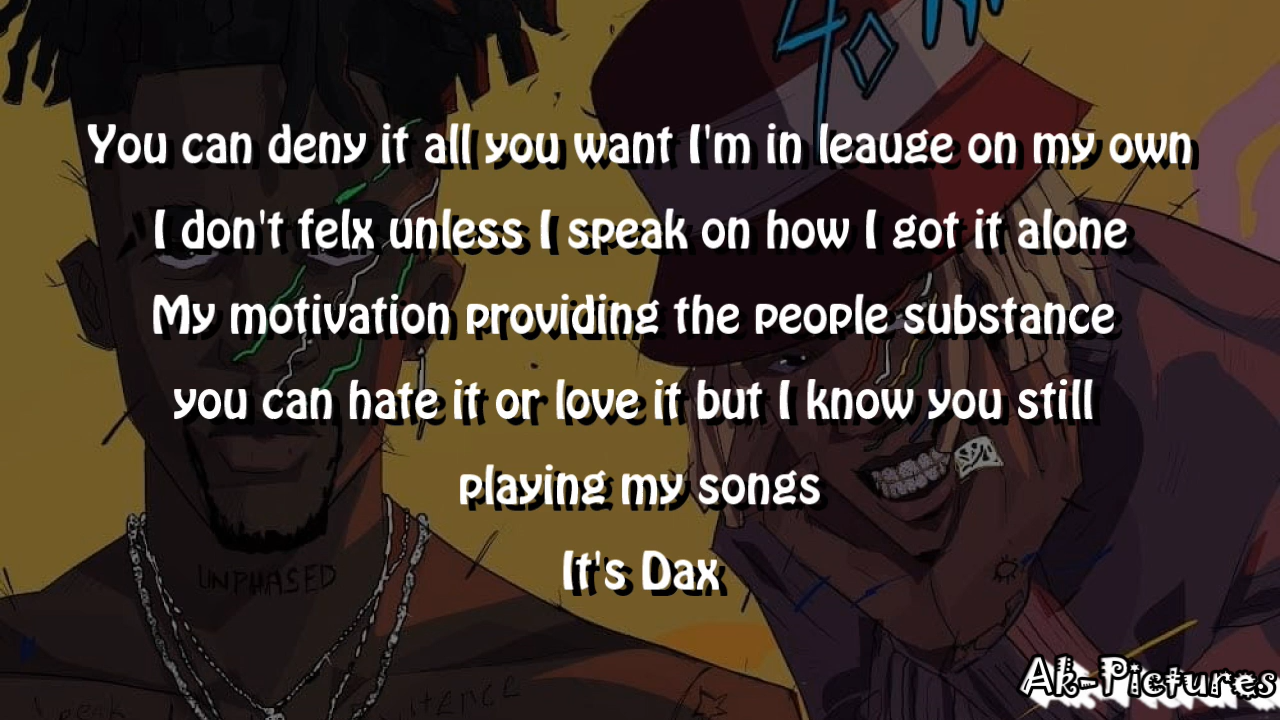 You can deny it all you want I'm in leauge on my own
I don't felx unless I speak on how I got it alone
My motivation providing the people substance
you can hate it or love it but I know you still
playing my songs
It's Dax
UNPHASED
Ak-Pictures